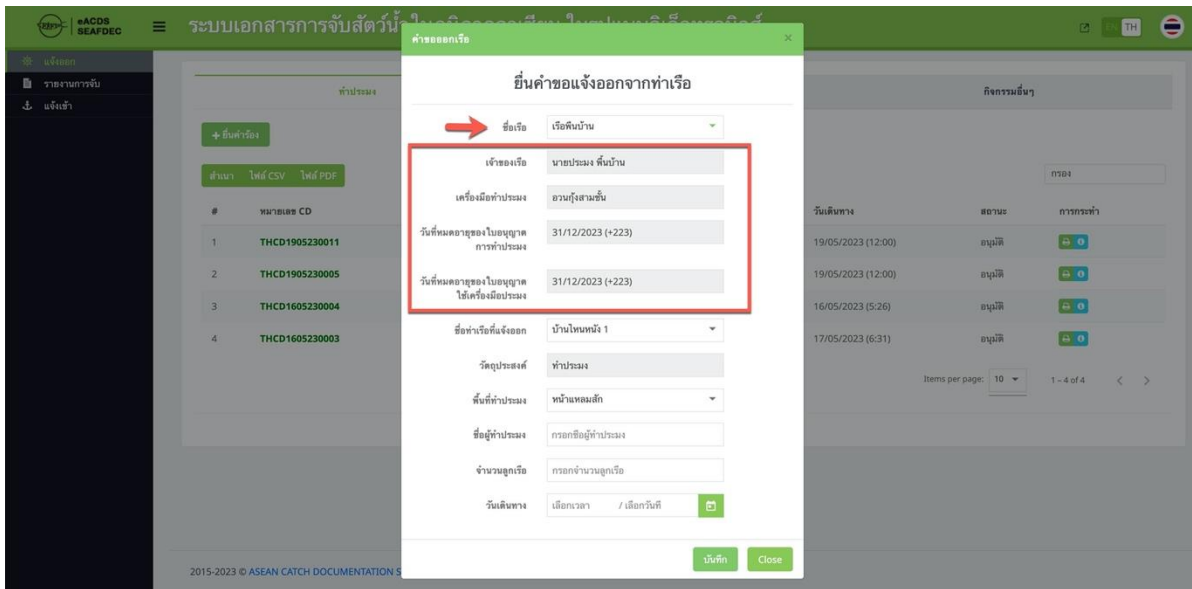 eACDS
SEAFDEC
ระบบเอกสารการจับสัตว์น้ำ
EN TH
แจ้งออก
รายงานการจับ
แจ้งเข้า
ทำประมง
กิจกรรมอื่นๆ
+ ยื่นคำร้อง
สำเนา ไฟล์ CSV ไฟล์ PDF
กรอง
# หมายเลข CD วันเดินทาง สถานะ การกระทำ
1 THCD1905230011 19/05/2023 (12:00) อนุมัติ
2 THCD1905230005 19/05/2023 (12:00) อนุมัติ
3 THCD1605230004 16/05/2023 (5:26) อนุมัติ
4 THCD1605230003 17/05/2023 (6:31) อนุมัติ
Items per page: 10 1 – 4 of 4
คำขอออกเรือ ×
ยื่นคำขอแจ้งออกจากท่าเรือ
ชื่อเรือ เรือพื้นบ้าน
เจ้าของเรือ นายประมง พื้นบ้าน
เครื่องมือทำประมง อวนกุ้งสามชั้น
วันที่หมดอายุของใบอนุญาต
การทำประมง
31/12/2023 (+223)
วันที่หมดอายุของใบอนุญาต
ใช้เครื่องมือประมง
31/12/2023 (+223)
ชื่อท่าเรือที่แจ้งออก บ้านไหนหนัง 1
วัตถุประสงค์ ทำประมง
พื้นที่ทำประมง หน้าแหลมสัก
ชื่อผู้ทำประมง กรอกชื่อผู้ทำประมง
จำนวนลูกเรือ กรอกจำนวนลูกเรือ
วันเดินทาง เลือกเวลา / เลือกวันที่
บันทึก Close
2015-2023 © ASEAN CATCH DOCUMENTATION S